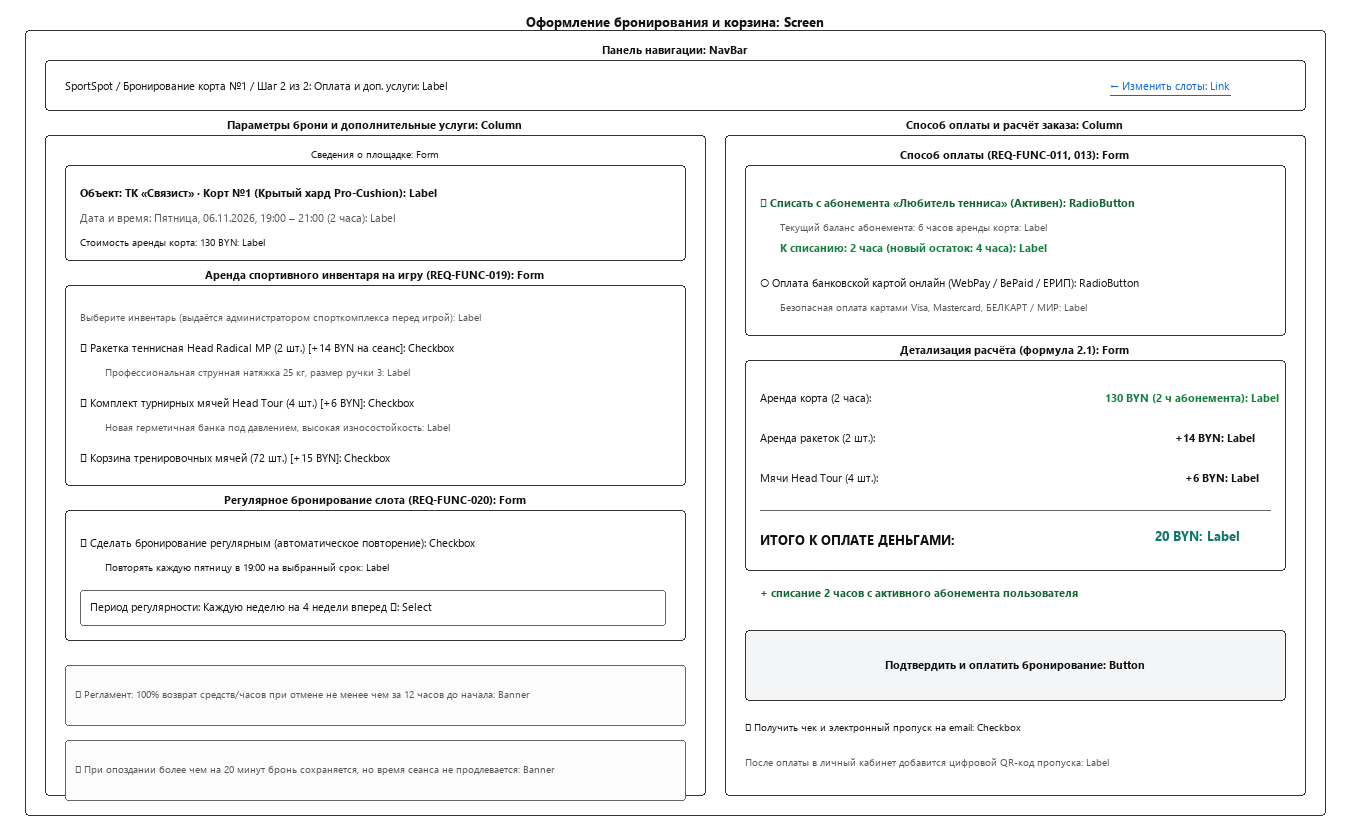 Оформление бронирования и корзина: Screen
Панель навигации: NavBar
SportSpot / Бронирование корта №1 / Шаг 2 из 2: Оплата и доп. услуги: Label
← Изменить слоты: Link
Параметры брони и дополнительные услуги: Column
Сведения о площадке: Form
Объект: ТК «Связист» · Корт №1 (Крытый хард Pro-Cushion): Label
Дата и время: Пятница, 06.11.2026, 19:00 – 21:00 (2 часа): Label
Стоимость аренды корта: 130 BYN: Label
Аренда спортивного инвентаря на игру (REQ-FUNC-019): Form
Выберите инвентарь (выдаётся администратором спорткомплекса перед игрой): Label
Ракетка теннисная Head Radical MP (2 шт.) [+14 BYN на сеанс]: Checkbox
Профессиональная струнная натяжка 25 кг, размер ручки 3: Label
Комплект турнирных мячей Head Tour (4 шт.) [+6 BYN]: Checkbox
Новая герметичная банка под давлением, высокая износостойкость: Label
Корзина тренировочных мячей (72 шт.) [+15 BYN]: Checkbox
Регулярное бронирование слота (REQ-FUNC-020): Form
Сделать бронирование регулярным (автоматическое повторение): Checkbox
Повторять каждую пятницу в 19:00 на выбранный срок: Label
Период регулярности: Каждую неделю на 4 недели вперед : Select
Регламент: 100% возврат средств/часов при отмене не менее чем за 12 часов до начала: Banner
При опоздании более чем на 20 минут бронь сохраняется, но время сеанса не продлевается: Banner
Способ оплаты и расчёт заказа: Column
Способ оплаты (REQ-FUNC-011, 013): Form
Списать с абонемента «Любитель тенниса» (Активен): RadioButton
Текущий баланс абонемента: 6 часов аренды корта: Label
К списанию: 2 часа (новый остаток: 4 часа): Label
○ Оплата банковской картой онлайн (WebPay / BePaid / ЕРИП): RadioButton
Безопасная оплата картами Visa, Mastercard, БЕЛКАРТ / МИР: Label
Детализация расчёта (формула 2.1): Form
Аренда корта (2 часа): 130 BYN (2 ч абонемента): Label
Аренда ракеток (2 шт.): +14 BYN: Label
Мячи Head Tour (4 шт.): +6 BYN: Label
ИТОГО К ОПЛАТЕ ДЕНЬГАМИ: 20 BYN: Label
+ списание 2 часов с активного абонемента пользователя
Подтвердить и оплатить бронирование: Button
Получить чек и электронный пропуск на email: Checkbox
После оплаты в личный кабинет добавится цифровой QR-код пропуска: Label